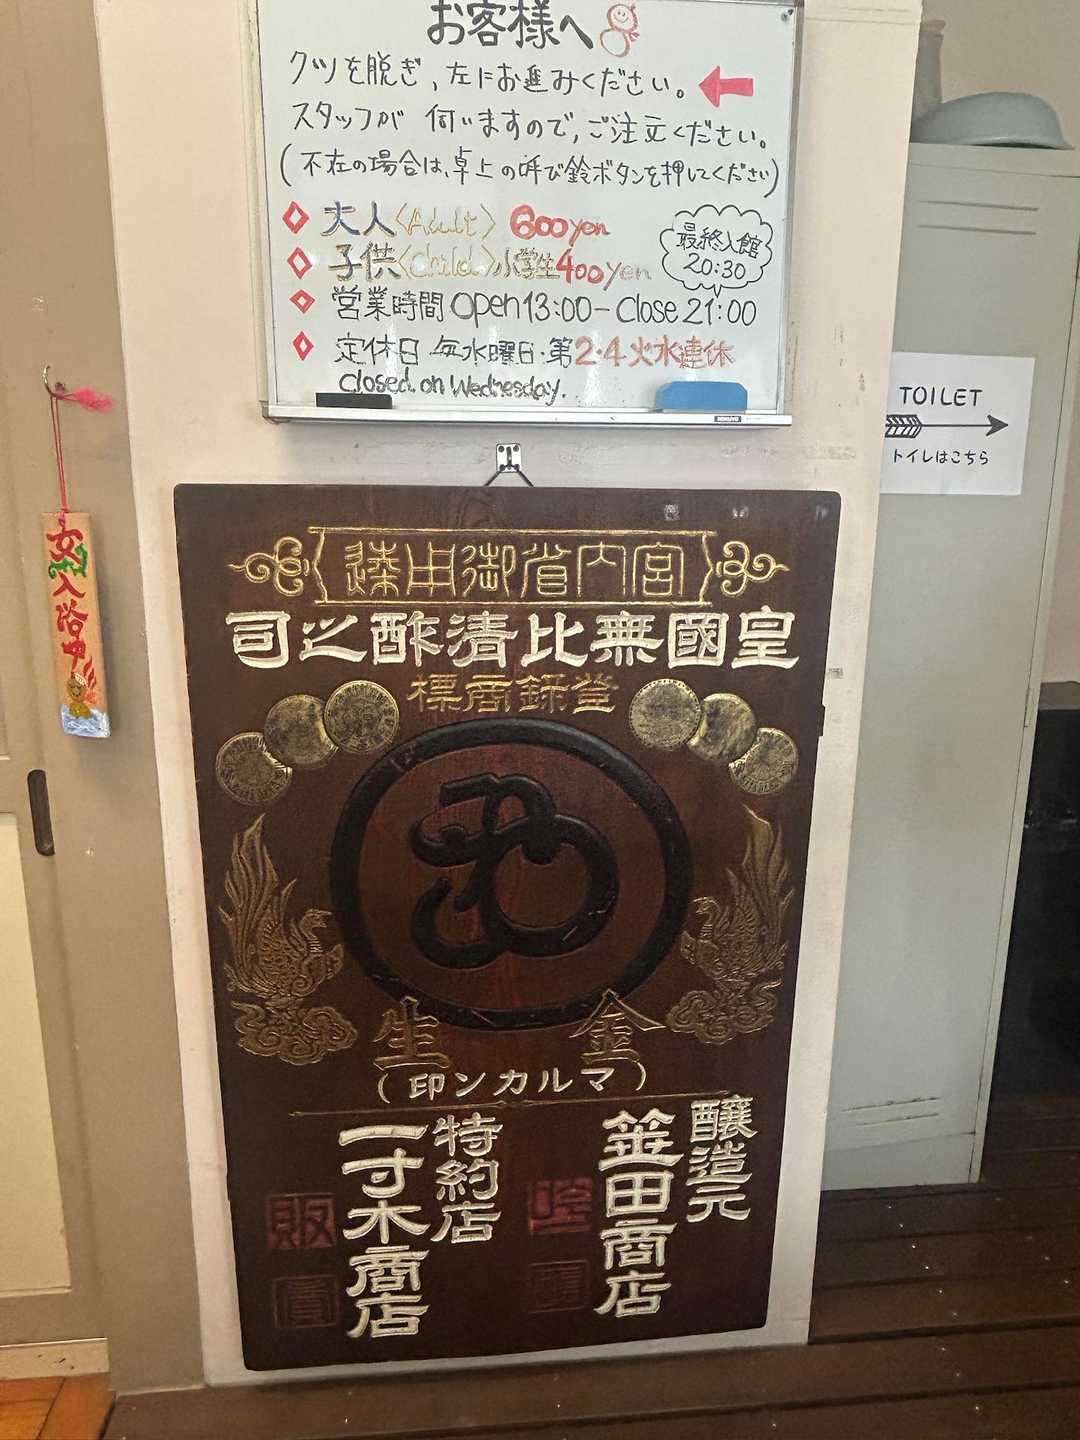 お客様へ
クツを脱ぎ、左にお進みください。
スタッフが 伺いますので、ご注文ください。
(不在の場合は、卓上の呼び鈴ボタンを押してください)
大人〈Adult〉 600yen
子供〈Child〉小学生400yen
最終入館
20:30
営業時間 Open 13:00-Close 21:00
定休日 毎水曜日・第2・4火水連休
Closed on Wednesday.
TOILET
トイレはこちら
女入浴中
宮内省御用達
皇國無比清酢之司
登録商標
金生
(マルカン印)
醸造元
笹田商店
特約店
一寸木商店
販賣